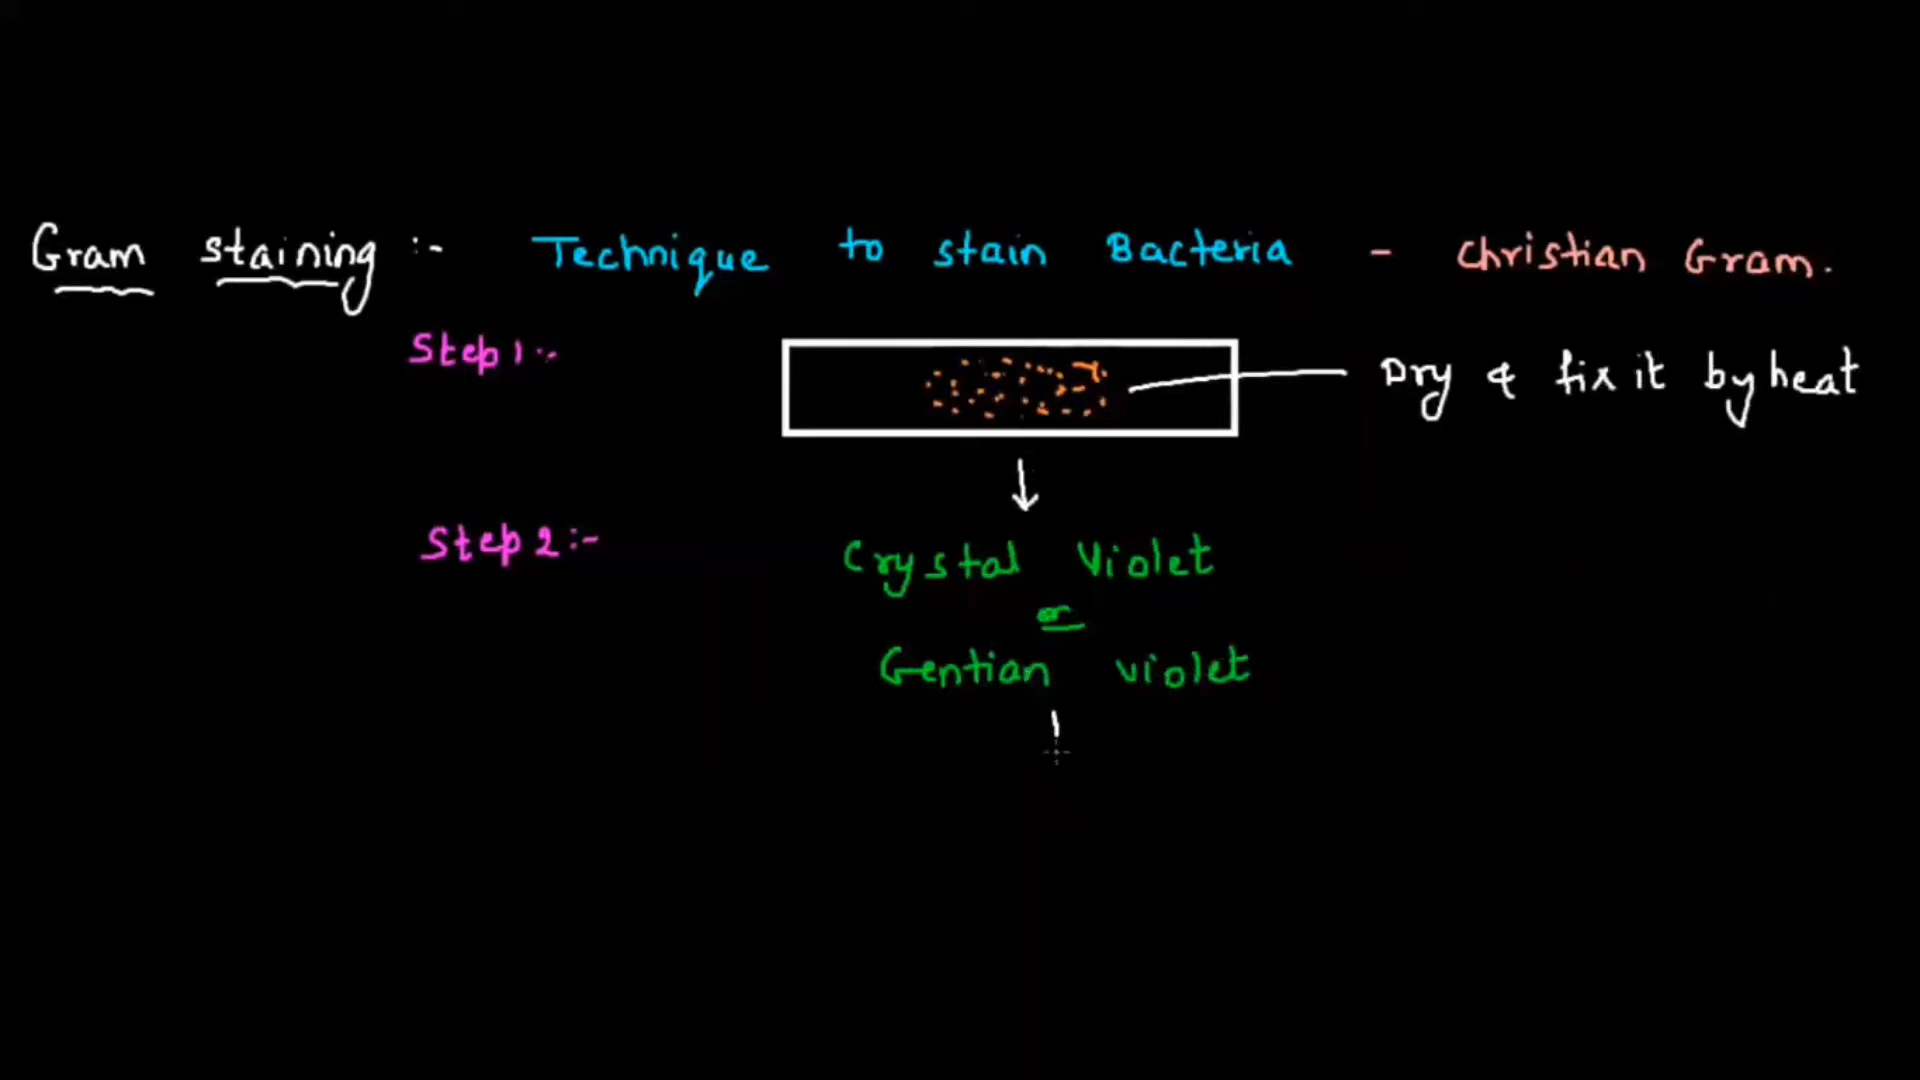 Gram staining :- Technique to stain Bacteria - Christian Gram.
Step 1 :-
Dry & fix it by heat
Step 2 :-
Crystal Violet
or
Gentian violet